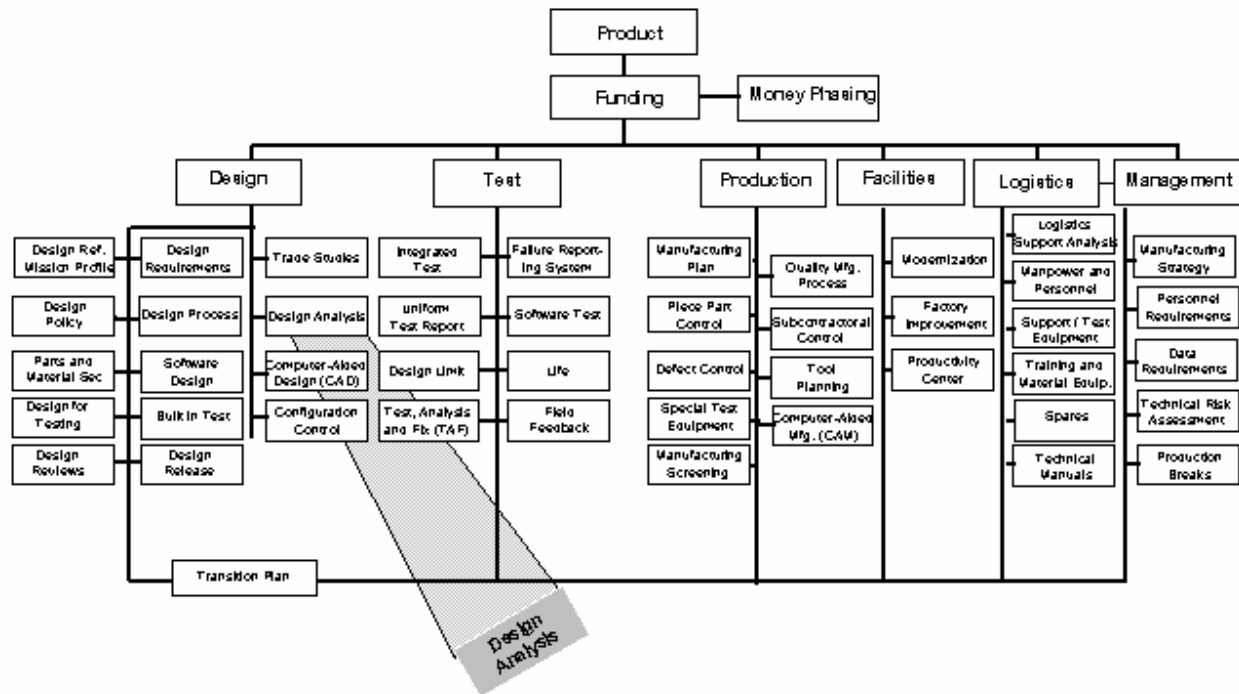 Product
Funding
Money Phasing
Design
Test
Production
Facilities
Logistics
Management
Design Ref.
Mission Profile
Design
Requirements
Trade Studies
Design
Policy
Design Process
Design Analysis
Parts and
Material Sec
Software
Design
Computer-Aided
Design (CAD)
Design for
Testing
Built in Test
Configuration
Control
Design
Reviews
Design
Release
Integrated
Test
Failure Report-
ing System
Uniform
Test Report
Software Test
Design Limit
Life
Test, Analysis
and Fix (TAF)
Field
Feedback
Manufacturing
Plan
Quality Mfg.
Process
Piece Part
Control
Subcontractoral
Control
Defect Control
Tool
Planning
Special Test
Equipment
Computer-Aided
Mfg. (CAM)
Manufacturing
Screening
Modernization
Factory
Improvement
Productivity
Center
Logistics
Support Analysis
Manpower and
Personnel
Support / Test
Equipment
Training and
Material Equip.
Spares
Technical
Manuals
Manufacturing
Strategy
Personnel
Requirements
Data
Requirements
Technical Risk
Assessment
Production
Breaks
Transition Plan
Design
Analysis